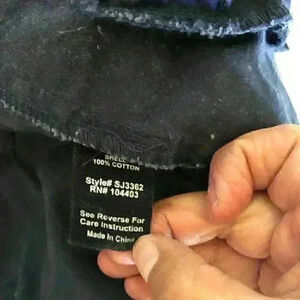 SHELL
100% COTTON
Style# SJ3362
RN# 104403
See Reverse For
Care Instruction
Made In China